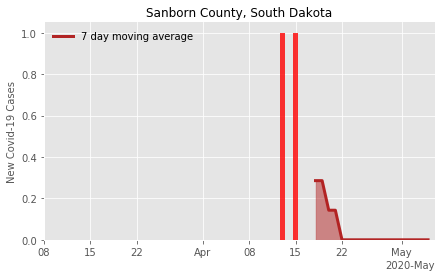 Sanborn County, South Dakota
7 day moving average
New Covid-19 Cases
1.0
0.8
0.6
0.4
0.2
0.0
08 15 22 Apr 08 15 22 May
2020-May